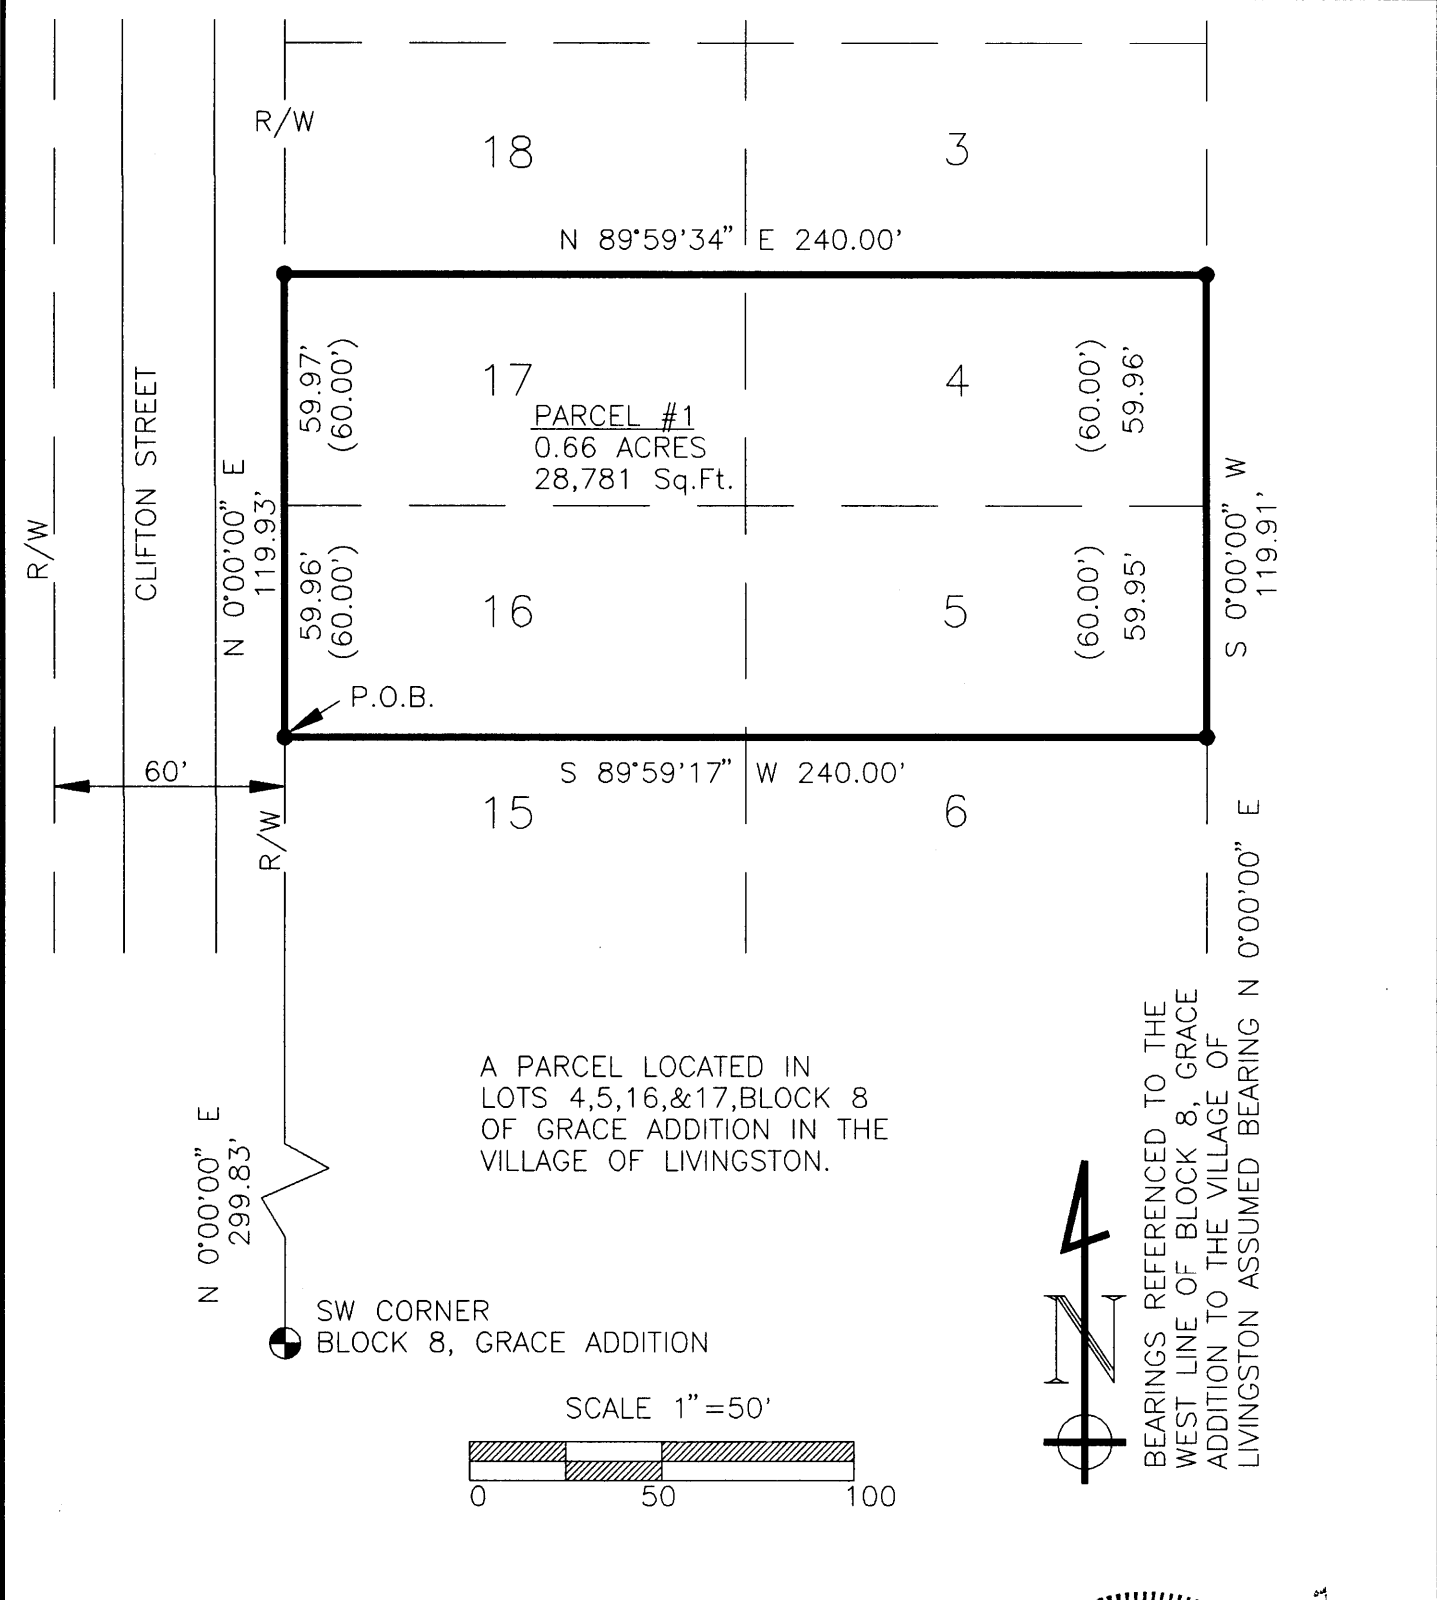 R/W
18
3
N 89°59'34" E 240.00'
59.97'
(60.00')
17
4
(60.00')
59.96'
PARCEL #1
0.66 ACRES
28,781 Sq.Ft.
CLIFTON STREET
R/W
N 0°00'00" E
119.93'
S 0°00'00" W
119.91'
59.96'
(60.00')
16
5
(60.00')
59.95'
P.O.B.
60'
S 89°59'17" W 240.00'
R/W
15
6
A PARCEL LOCATED IN
LOTS 4,5,16,&17,BLOCK 8
OF GRACE ADDITION IN THE
VILLAGE OF LIVINGSTON.
N 0°00'00" E
299.83'
SW CORNER
BLOCK 8, GRACE ADDITION
BEARINGS REFERENCED TO THE
WEST LINE OF BLOCK 8, GRACE
ADDITION TO THE VILLAGE OF
LIVINGSTON ASSUMED BEARING N 0°00'00" E
N
SCALE 1"=50'
0 50 100